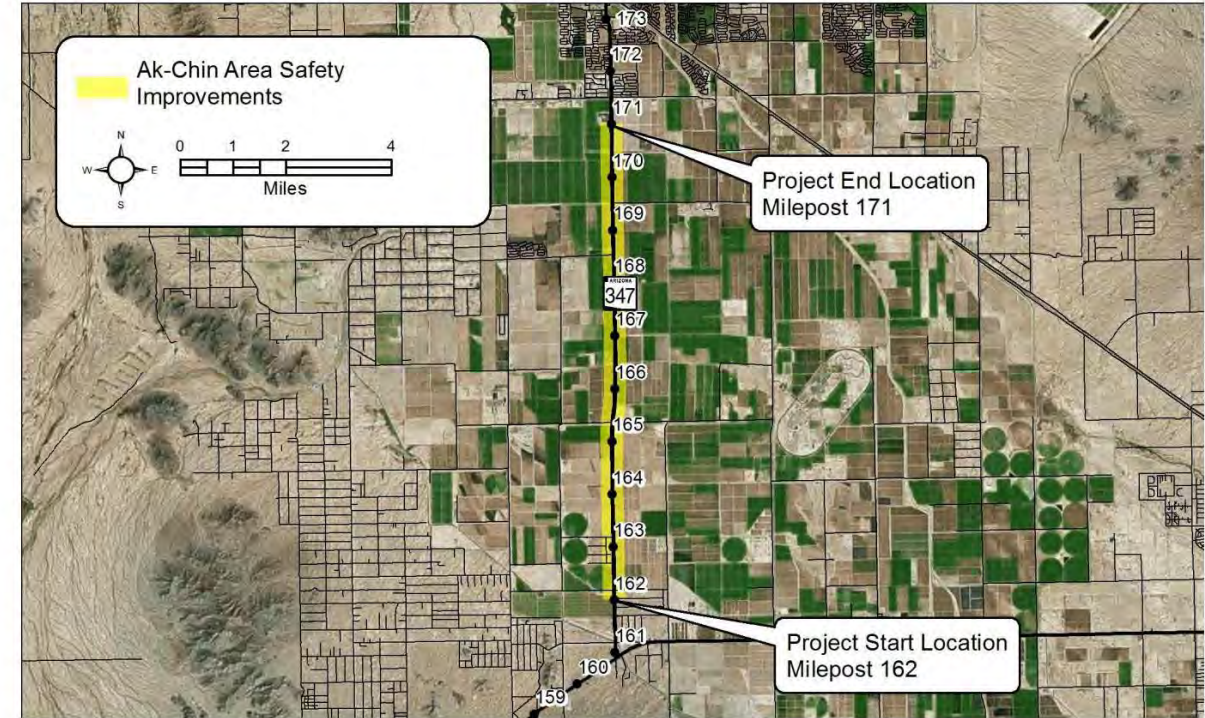 Ak-Chin Area Safety
Improvements
N
W
E
S
0 1 2 4
Miles
173
172
171
Project End Location
Milepost 171
170
169
168
ARIZONA
347
167
166
165
164
163
162
Project Start Location
Milepost 162
161
160
159